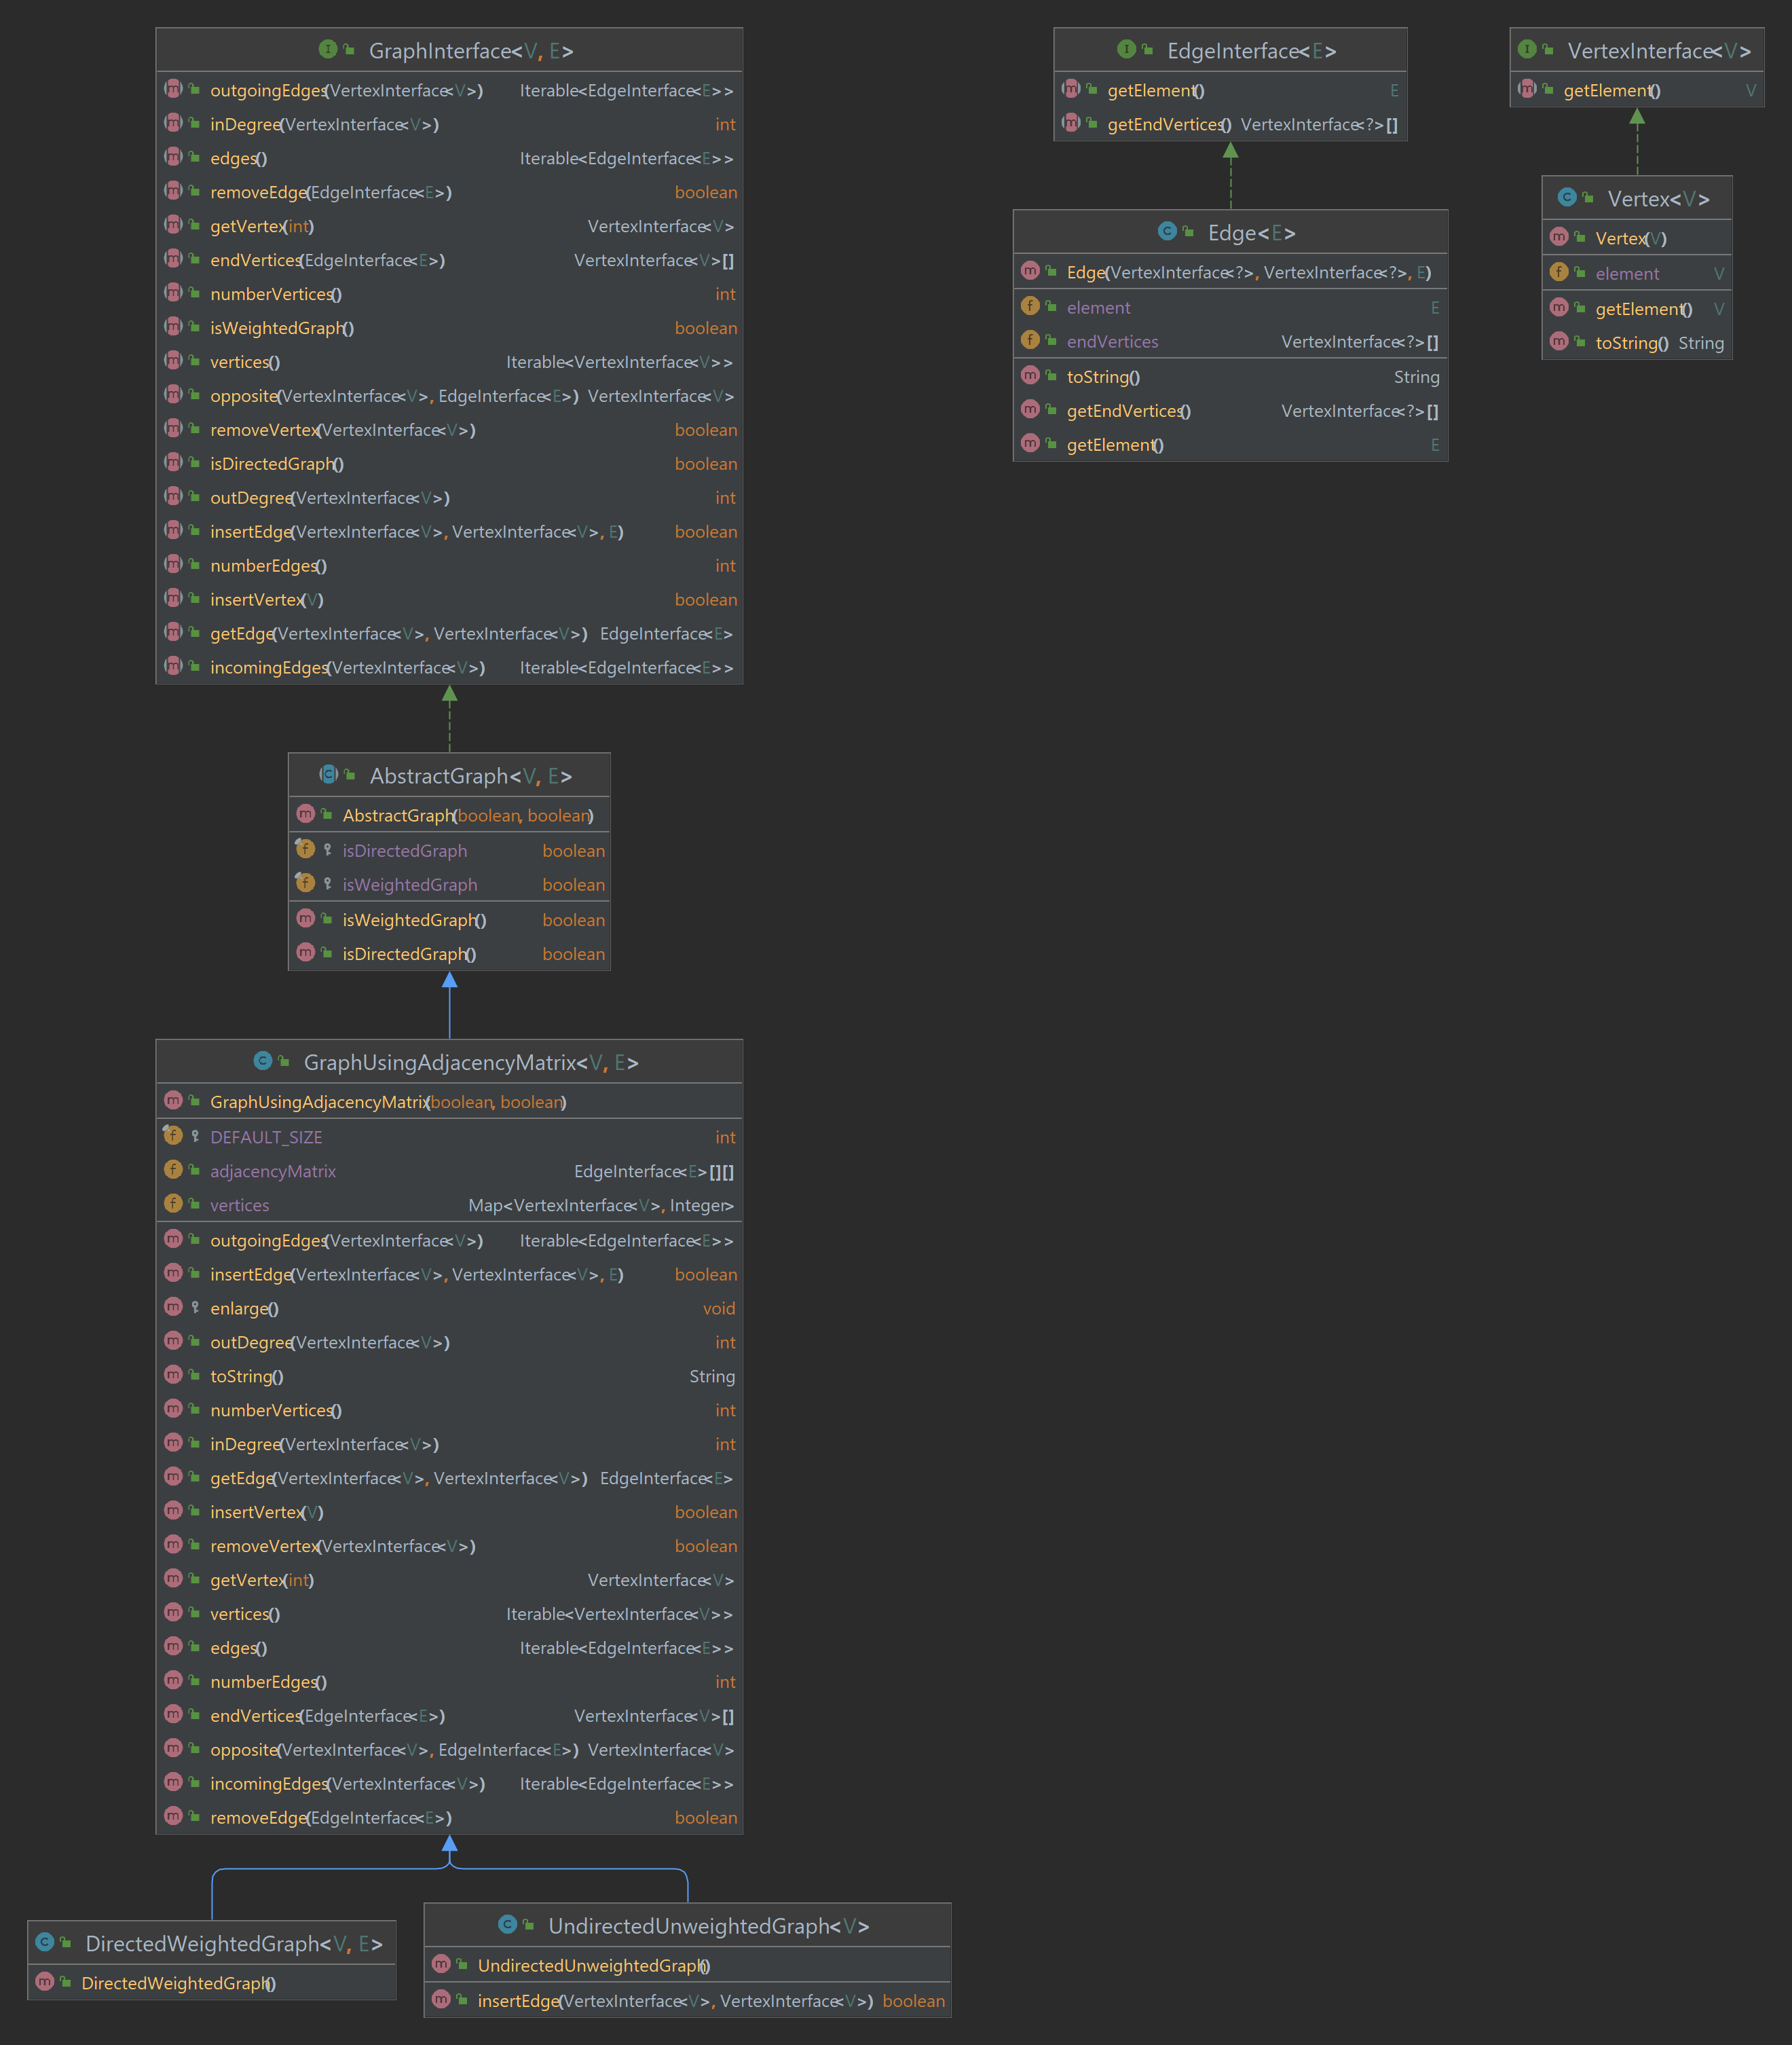 GraphInterface<V, E>
outgoingEdges(VertexInterface<V>) Iterable<EdgeInterface<E>>
inDegree(VertexInterface<V>) int
edges() Iterable<EdgeInterface<E>>
removeEdge(EdgeInterface<E>) boolean
getVertex(int) VertexInterface<V>
endVertices(EdgeInterface<E>) VertexInterface<V>[]
numberVertices() int
isWeightedGraph() boolean
vertices() Iterable<VertexInterface<V>>
opposite(VertexInterface<V>, EdgeInterface<E>) VertexInterface<V>
removeVertex(VertexInterface<V>) boolean
isDirectedGraph() boolean
outDegree(VertexInterface<V>) int
insertEdge(VertexInterface<V>, VertexInterface<V>, E) boolean
numberEdges() int
insertVertex(V) boolean
getEdge(VertexInterface<V>, VertexInterface<V>) EdgeInterface<E>
incomingEdges(VertexInterface<V>) Iterable<EdgeInterface<E>>
EdgeInterface<E>
getElement() E
getEndVertices() VertexInterface<?>[]
VertexInterface<V>
getElement() V
Edge<E>
Edge(VertexInterface<?>, VertexInterface<?>, E)
element E
endVertices VertexInterface<?>[]
toString() String
getEndVertices() VertexInterface<?>[]
getElement() E
Vertex<V>
Vertex(V)
element V
getElement() V
toString() String
AbstractGraph<V, E>
AbstractGraph(boolean, boolean)
isDirectedGraph boolean
isWeightedGraph boolean
isWeightedGraph() boolean
isDirectedGraph() boolean
GraphUsingAdjacencyMatrix<V, E>
GraphUsingAdjacencyMatrix(boolean, boolean)
DEFAULT_SIZE int
adjacencyMatrix EdgeInterface<E>[][]
vertices Map<VertexInterface<V>, Integer>
outgoingEdges(VertexInterface<V>) Iterable<EdgeInterface<E>>
insertEdge(VertexInterface<V>, VertexInterface<V>, E) boolean
enlarge() void
outDegree(VertexInterface<V>) int
toString() String
numberVertices() int
inDegree(VertexInterface<V>) int
getEdge(VertexInterface<V>, VertexInterface<V>) EdgeInterface<E>
insertVertex(V) boolean
removeVertex(VertexInterface<V>) boolean
getVertex(int) VertexInterface<V>
vertices() Iterable<VertexInterface<V>>
edges() Iterable<EdgeInterface<E>>
numberEdges() int
endVertices(EdgeInterface<E>) VertexInterface<V>[]
opposite(VertexInterface<V>, EdgeInterface<E>) VertexInterface<V>
incomingEdges(VertexInterface<V>) Iterable<EdgeInterface<E>>
removeEdge(EdgeInterface<E>) boolean
DirectedWeightedGraph<V, E>
DirectedWeightedGraph()
UndirectedUnweightedGraph<V>
UndirectedUnweightedGraph()
insertEdge(VertexInterface<V>, VertexInterface<V>) boolean